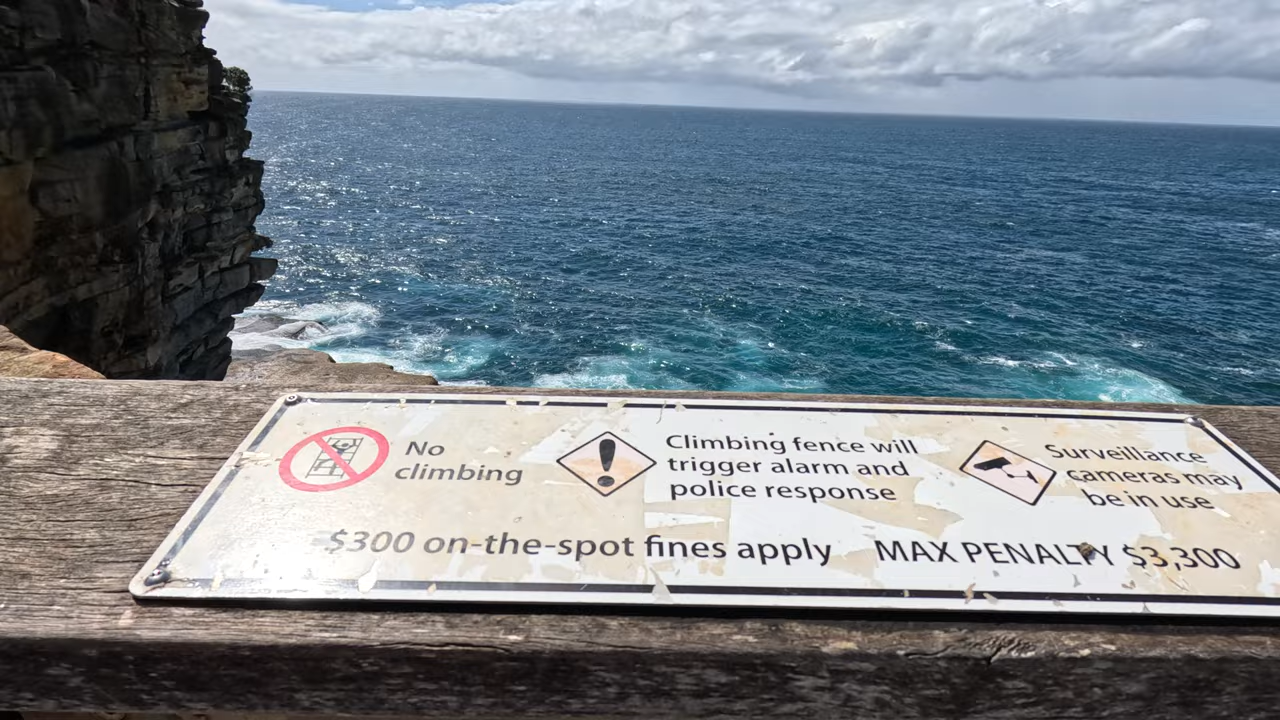 No
climbing
Climbing fence will
trigger alarm and
police response
Surveillance
cameras may
be in use
$300 on-the-spot fines apply
MAX PENALTY $3,300